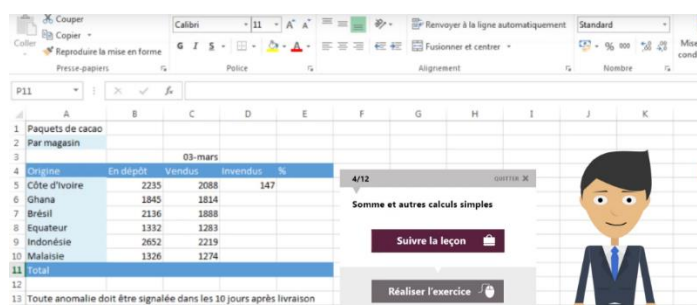 Couper
Calibri 11 A A Renvoyer à la ligne automatiquement Standard
Coller Copier
Reproduire la mise en forme G I S A Fusionner et centrer % 000 Mise
cond
Presse-papiers Police Alignement Nombre
P11 fx
A B C D E F G H I J K
1 Paquets de cacao
2 Par magasin
3 03-mars
4 Origine En dépôt Vendus Invendus %
5 Côte d'Ivoire 2235 2088 147
6 Ghana 1845 1814
7 Brésil 2136 1888
8 Equateur 1332 1283
9 Indonésie 2652 2219
10 Malaisie 1326 1274
11 Total
12
13 Toute anomalie doit être signalée dans les 10 jours après livraison
4/12 QUITTER X
Somme et autres calculs simples
Suivre la leçon
Réaliser l'exercice